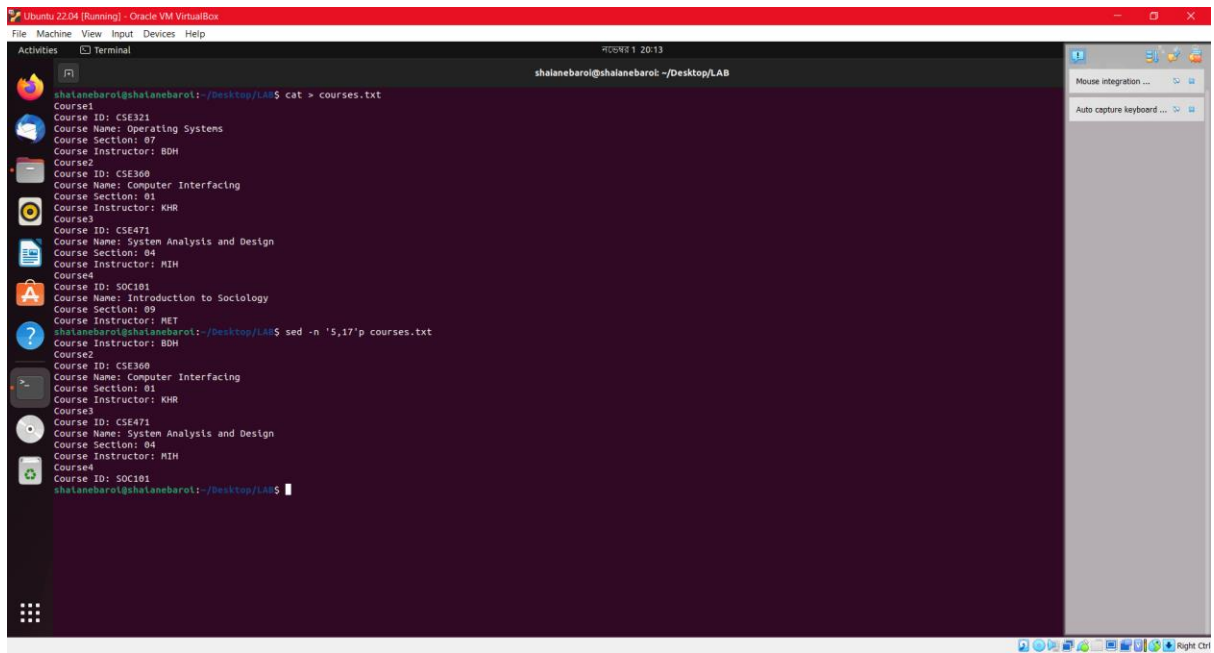 Ubuntu 22.04 [Running] - Oracle VM VirtualBox
File Machine View Input Devices Help
Activities Terminal নভেম্বর 1 20:13
shaianebaroi@shaianebaroi: ~/Desktop/LAB
Mouse integration ...
Auto capture keyboard ...
shaianebaroi@shaianebaroi:~/Desktop/LAB$ cat > courses.txt
Course1
Course ID: CSE321
Course Name: Operating Systems
Course Section: 07
Course Instructor: BDH
Course2
Course ID: CSE360
Course Name: Computer Interfacing
Course Section: 01
Course Instructor: KHR
Course3
Course ID: CSE471
Course Name: System Analysis and Design
Course Section: 04
Course Instructor: MIH
Course4
Course ID: SOC101
Course Name: Introduction to Sociology
Course Section: 09
Course Instructor: MET
shaianebaroi@shaianebaroi:~/Desktop/LAB$ sed -n '5,17'p courses.txt
Course Instructor: BDH
Course2
Course ID: CSE360
Course Name: Computer Interfacing
Course Section: 01
Course Instructor: KHR
Course3
Course ID: CSE471
Course Name: System Analysis and Design
Course Section: 04
Course Instructor: MIH
Course4
Course ID: SOC101
shaianebaroi@shaianebaroi:~/Desktop/LAB$
Right Ctrl